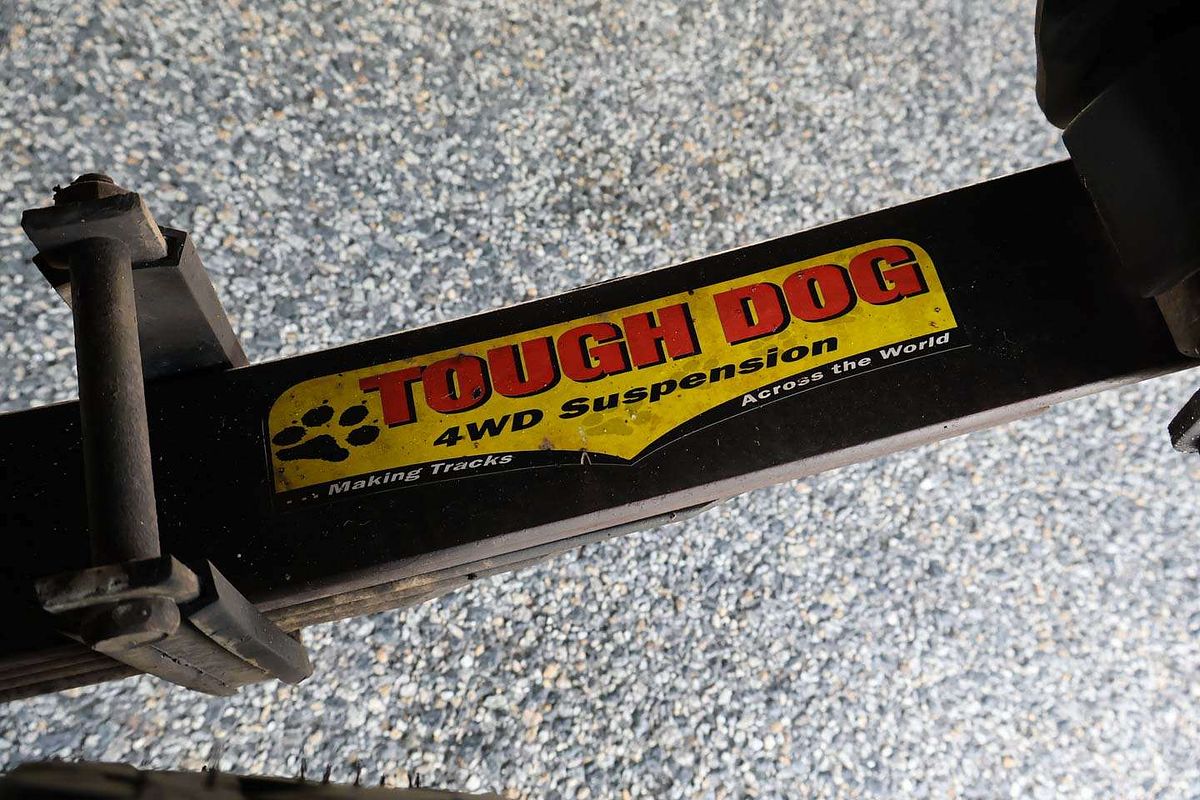 TOUGH DOG
4WD Suspension
Making Tracks
Across the World